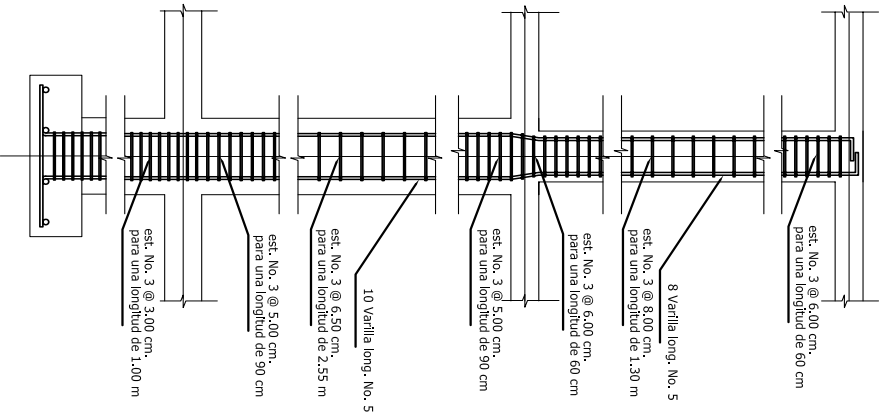 est. No. 3 @ 3.00 cm.
para una longitud de 1.00 m
est. No. 3 @ 5.00 cm.
para una longitud de 90 cm
est. No. 3 @ 6.50 cm.
para una longitud de 2.55 m
10 Varilla long. No. 5
est. No. 3 @ 5.00 cm.
para una longitud de 90 cm
est. No. 3 @ 6.00 cm.
para una longitud de 60 cm
est. No. 3 @ 8.00 cm.
para una longitud de 1.30 m
8 Varilla long. No. 5
est. No. 3 @ 6.00 cm.
para una longitud de 60 cm